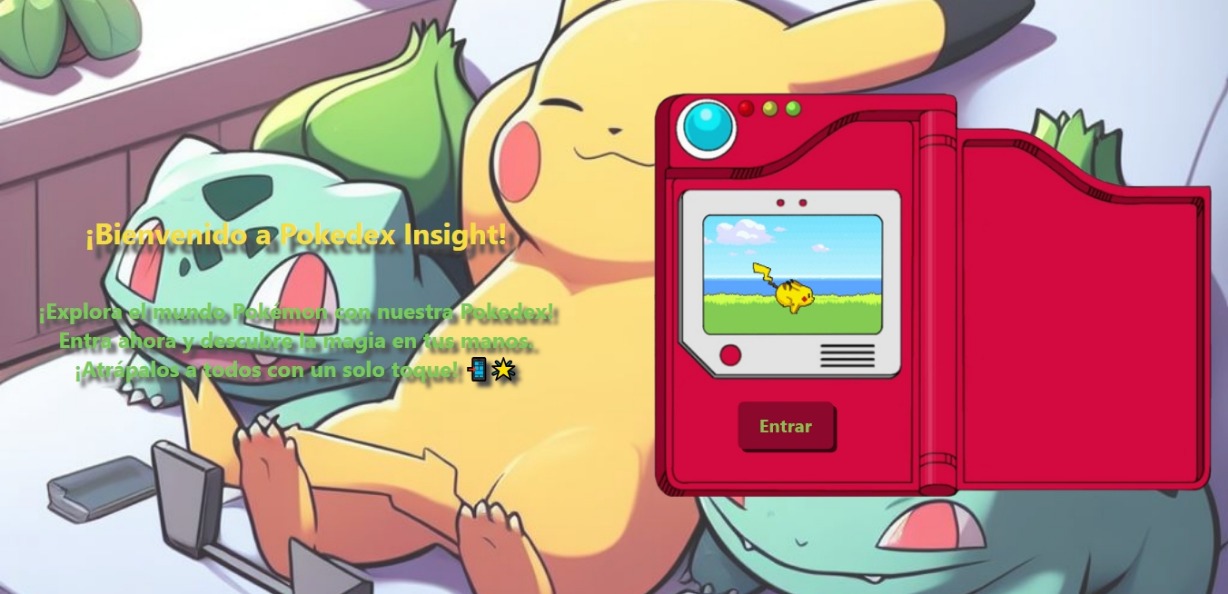 ¡Bienvenido a Pokedex Insight!
¡Explora el mundo Pokémon con nuestra Pokedex!
Entra ahora y descubre la magia en tus manos.
¡Atrápalos a todos con un solo toque! 📲🌟
Entrar